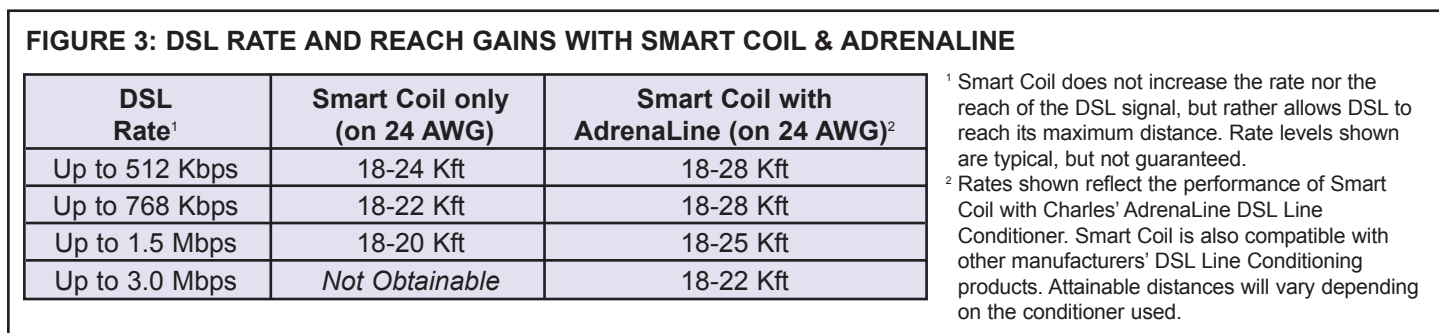 FIGURE 3: DSL RATE AND REACH GAINS WITH SMART COIL & ADRENALINE
DSL Rate¹ Smart Coil only (on 24 AWG) Smart Coil with AdrenaLine (on 24 AWG)²
Up to 512 Kbps 18-24 Kft 18-28 Kft
Up to 768 Kbps 18-22 Kft 18-28 Kft
Up to 1.5 Mbps 18-20 Kft 18-25 Kft
Up to 3.0 Mbps Not Obtainable 18-22 Kft
¹ Smart Coil does not increase the rate nor the
reach of the DSL signal, but rather allows DSL to
reach its maximum distance. Rate levels shown
are typical, but not guaranteed.
² Rates shown reflect the performance of Smart
Coil with Charles’ AdrenaLine DSL Line
Conditioner. Smart Coil is also compatible with
other manufacturers’ DSL Line Conditioning
products. Attainable distances will vary depending
on the conditioner used.